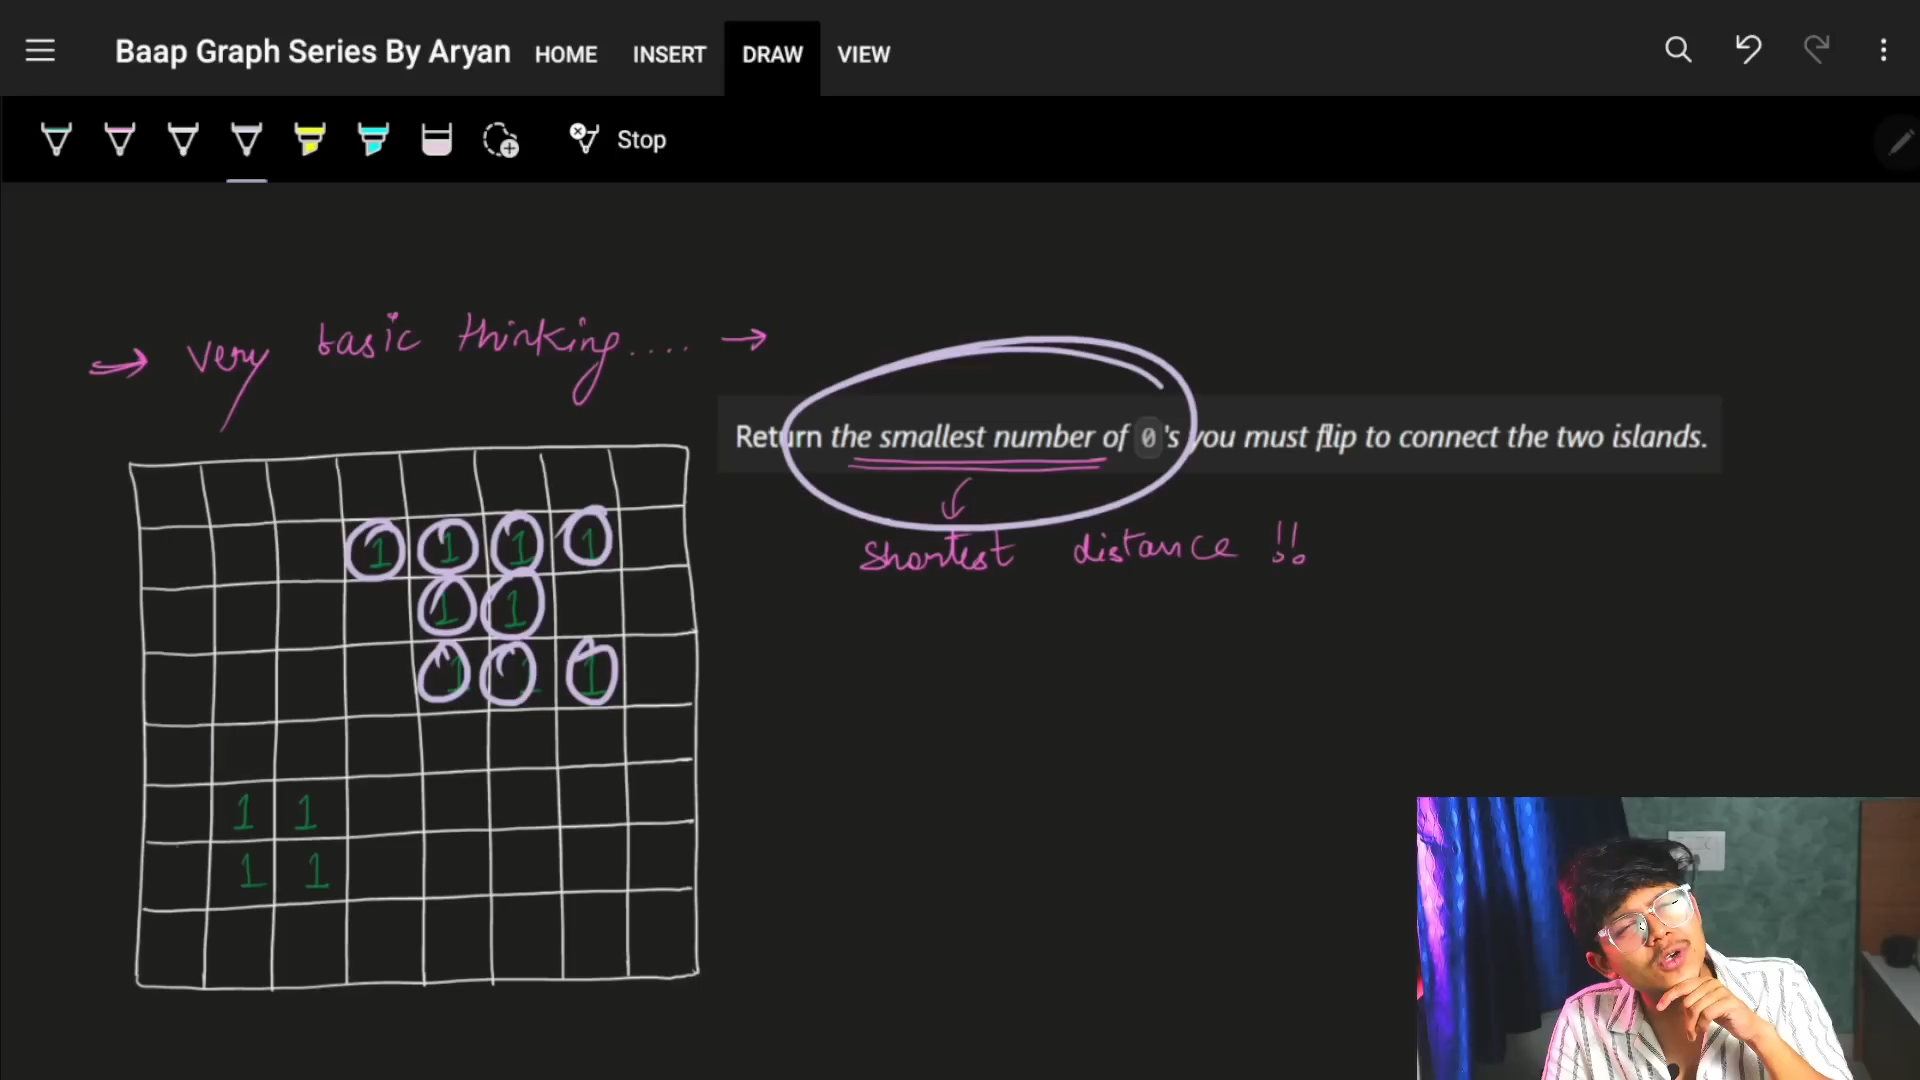 Baap Graph Series By Aryan HOME INSERT DRAW VIEW
Stop
⇒ very basic thinking.... →
Return the smallest number of 0's you must flip to connect the two islands.
↓
shortest distance !!
1 1 1 1
1 1
1 1 1
1 1
1 1